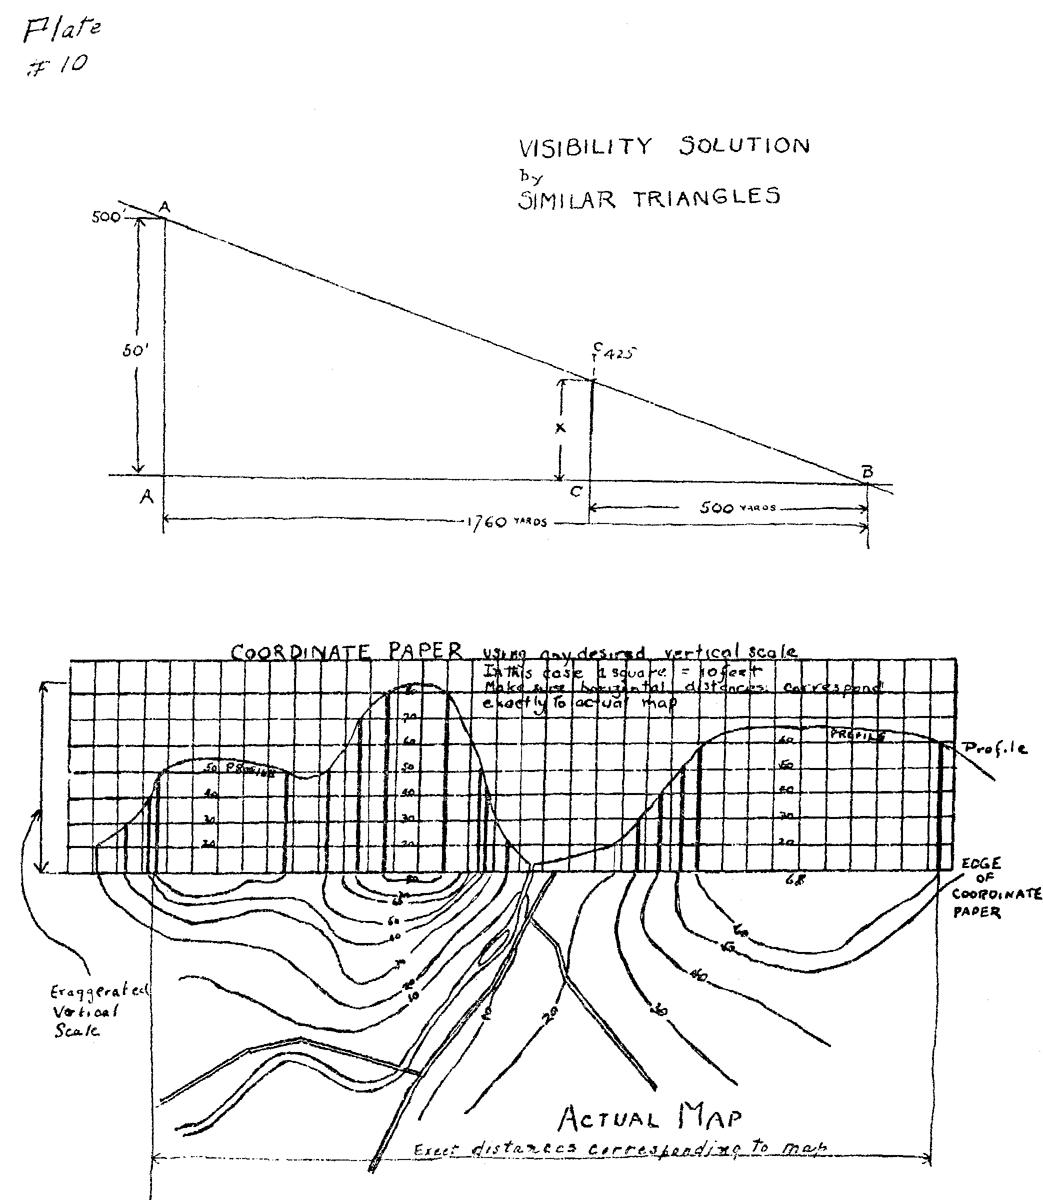 Plate
# 10
VISIBILITY SOLUTION
by
SIMILAR TRIANGLES
500'
A
50'
C 425
X
A
C
B
500 YARDS
1760 YARDS
COORDINATE PAPER using any desired vertical scale
In this case 1 square = 10 feet
Make sure horizontal distances correspond
exactly to actual map
80
70
60
50
40
30
20
50 PROFILE
40
30
20
60 PROFILE
50
40
30
20
68
Profile
EDGE
OF
COORDINATE
PAPER
Exaggerated
Vertical
Scale
80
60
40
20
10
60
50
40
30
20
ACTUAL MAP
Exact distances corresponding to map